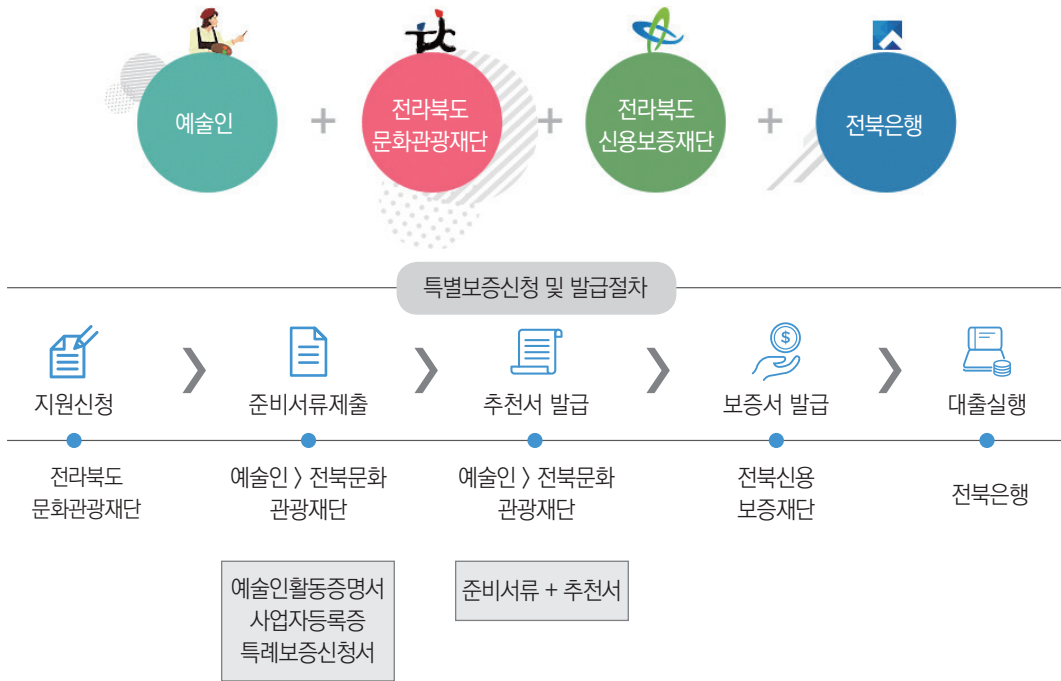 예술인
+
전라북도
문화관광재단
+
전라북도
신용보증재단
+
전북은행
특별보증신청 및 발급절차
지원신청
준비서류제출
추천서 발급
$
보증서 발급
대출실행
전라북도
문화관광재단
예술인 〉 전북문화
관광재단
예술인 〉 전북문화
관광재단
전북신용
보증재단
전북은행
예술인활동증명서
사업자등록증
특례보증신청서
준비서류 + 추천서